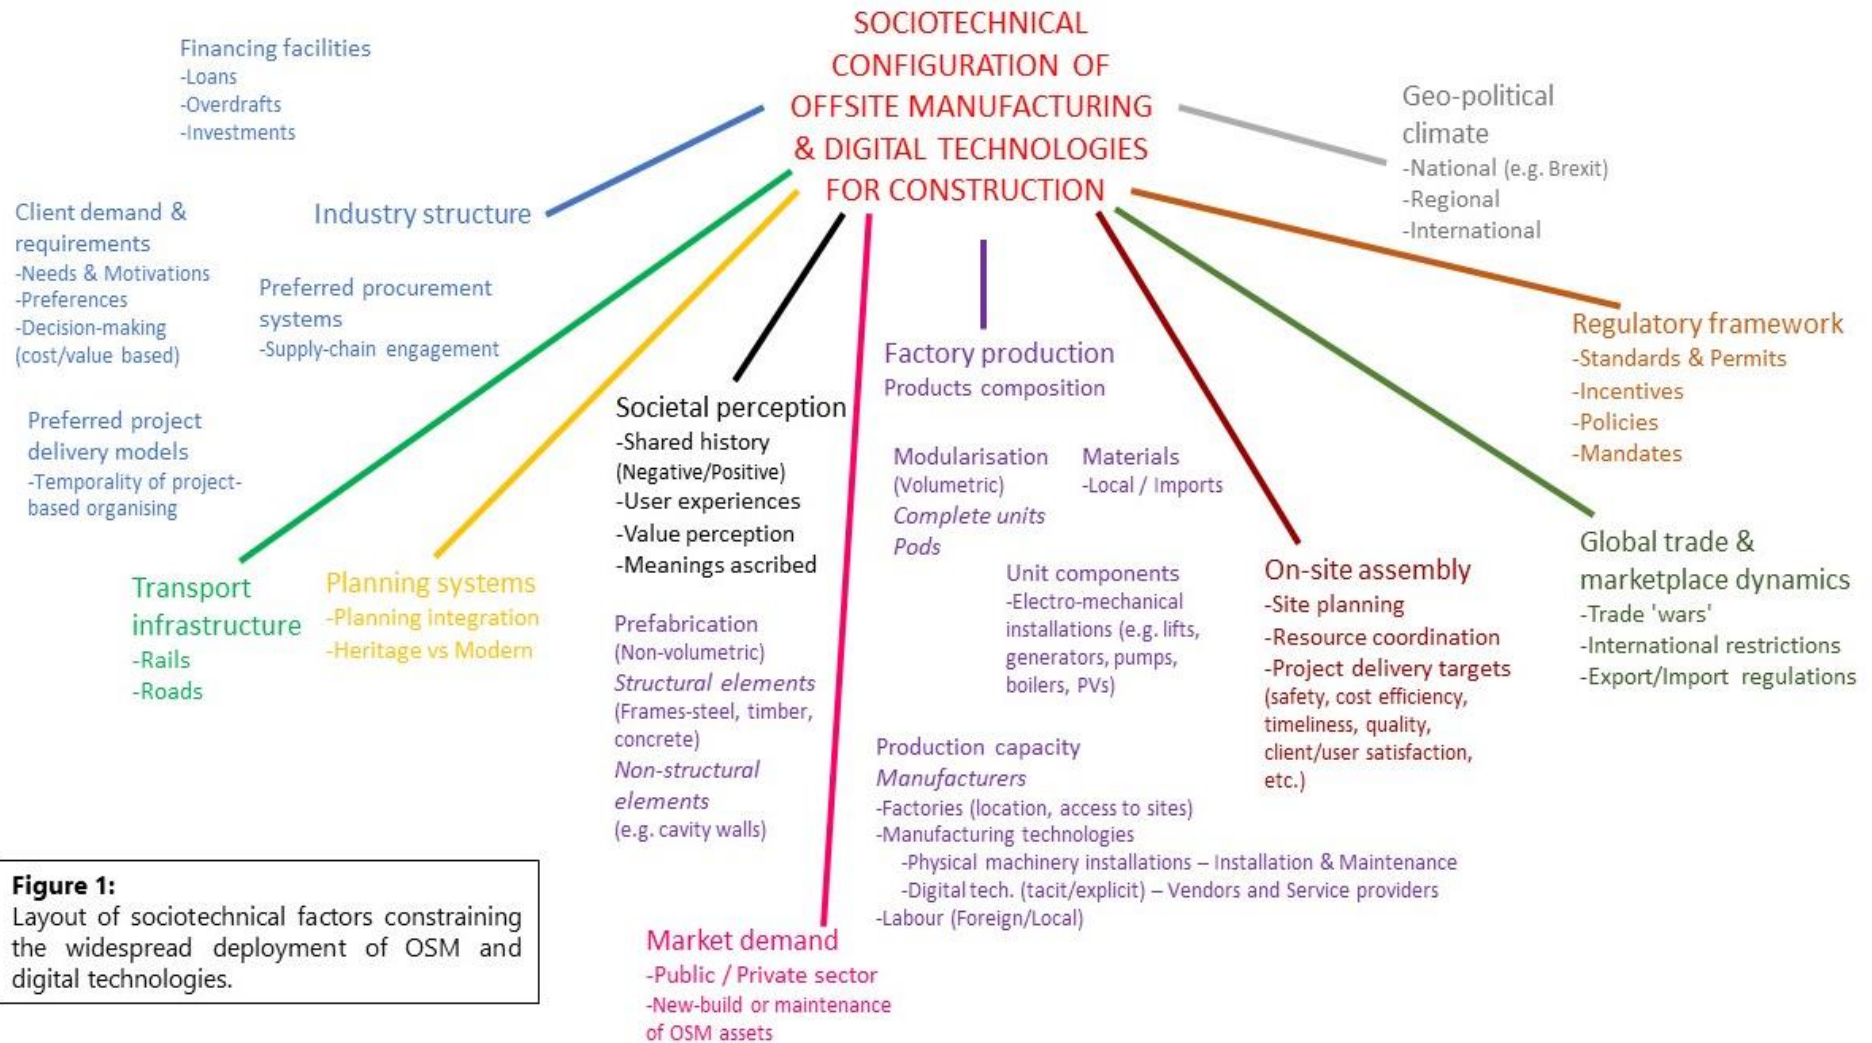 SOCIOTECHNICAL
CONFIGURATION OF
OFFSITE MANUFACTURING
& DIGITAL TECHNOLOGIES
FOR CONSTRUCTION
Financing facilities
-Loans
-Overdrafts
-Investments
Industry structure
Client demand &
requirements
-Needs & Motivations
-Preferences
-Decision-making
(cost/value based)
Preferred procurement
systems
-Supply-chain engagement
Preferred project
delivery models
-Temporality of project-
based organising
Transport
infrastructure
-Rails
-Roads
Planning systems
-Planning integration
-Heritage vs Modern
Societal perception
-Shared history
(Negative/Positive)
-User experiences
-Value perception
-Meanings ascribed
Market demand
-Public / Private sector
-New-build or maintenance
of OSM assets
Factory production
Products composition
Modularisation
(Volumetric)
Complete units
Pods
Materials
-Local / Imports
Unit components
-Electro-mechanical
installations (e.g. lifts,
generators, pumps,
boilers, PVs)
Prefabrication
(Non-volumetric)
Structural elements
(Frames-steel, timber,
concrete)
Non-structural
elements
(e.g. cavity walls)
Production capacity
Manufacturers
-Factories (location, access to sites)
-Manufacturing technologies
-Physical machinery installations – Installation & Maintenance
-Digital tech. (tacit/explicit) – Vendors and Service providers
-Labour (Foreign/Local)
On-site assembly
-Site planning
-Resource coordination
-Project delivery targets
(safety, cost efficiency,
timeliness, quality,
client/user satisfaction,
etc.)
Global trade &
marketplace dynamics
-Trade 'wars'
-International restrictions
-Export/Import regulations
Regulatory framework
-Standards & Permits
-Incentives
-Policies
-Mandates
Geo-political
climate
-National (e.g. Brexit)
-Regional
-International
Figure 1:
Layout of sociotechnical factors constraining
the widespread deployment of OSM and
digital technologies.